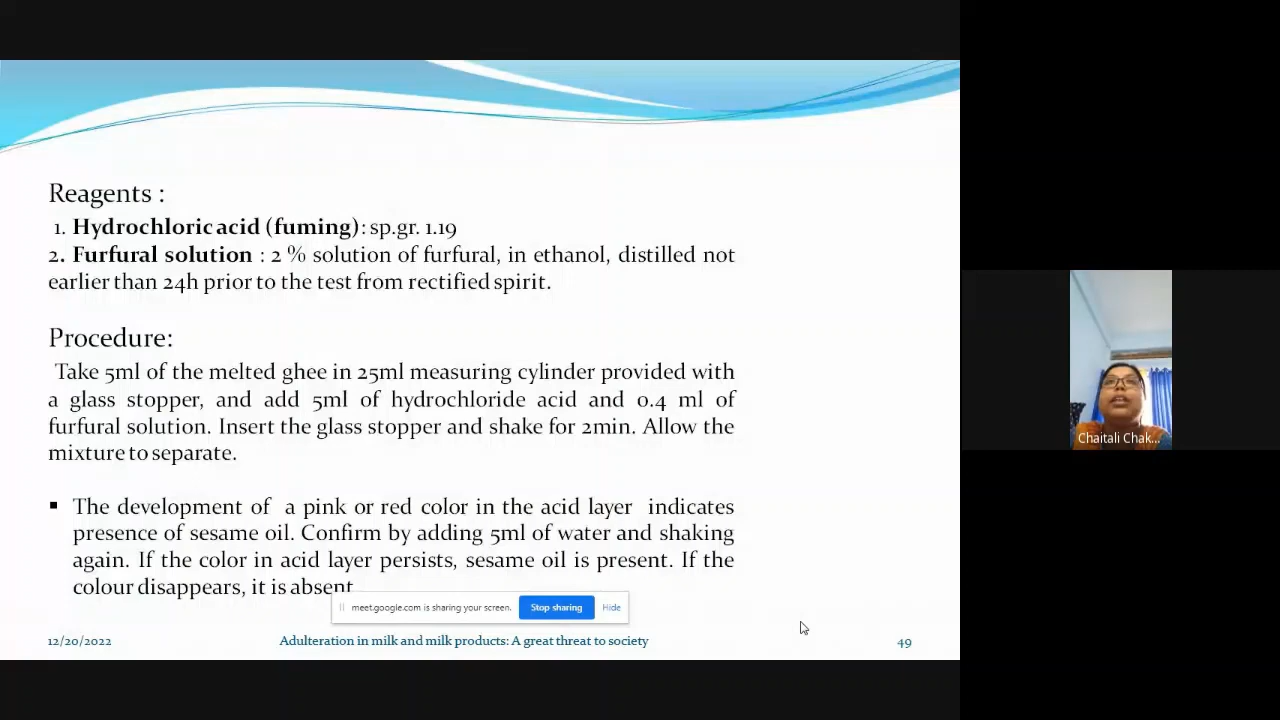 Reagents :
1. Hydrochloric acid (fuming): sp.gr. 1.19
2. Furfural solution : 2 % solution of furfural, in ethanol, distilled not
earlier than 24h prior to the test from rectified spirit.
Procedure:
Take 5ml of the melted ghee in 25ml measuring cylinder provided with
a glass stopper, and add 5ml of hydrochloride acid and 0.4 ml of
furfural solution. Insert the glass stopper and shake for 2min. Allow the
mixture to separate.
▪ The development of a pink or red color in the acid layer indicates
presence of sesame oil. Confirm by adding 5ml of water and shaking
again. If the color in acid layer persists, sesame oil is present. If the
colour disappears, it is absent
meet.google.com is sharing your screen. Stop sharing Hide
12/20/2022 Adulteration in milk and milk products: A great threat to society 49
Chaitali Chak...